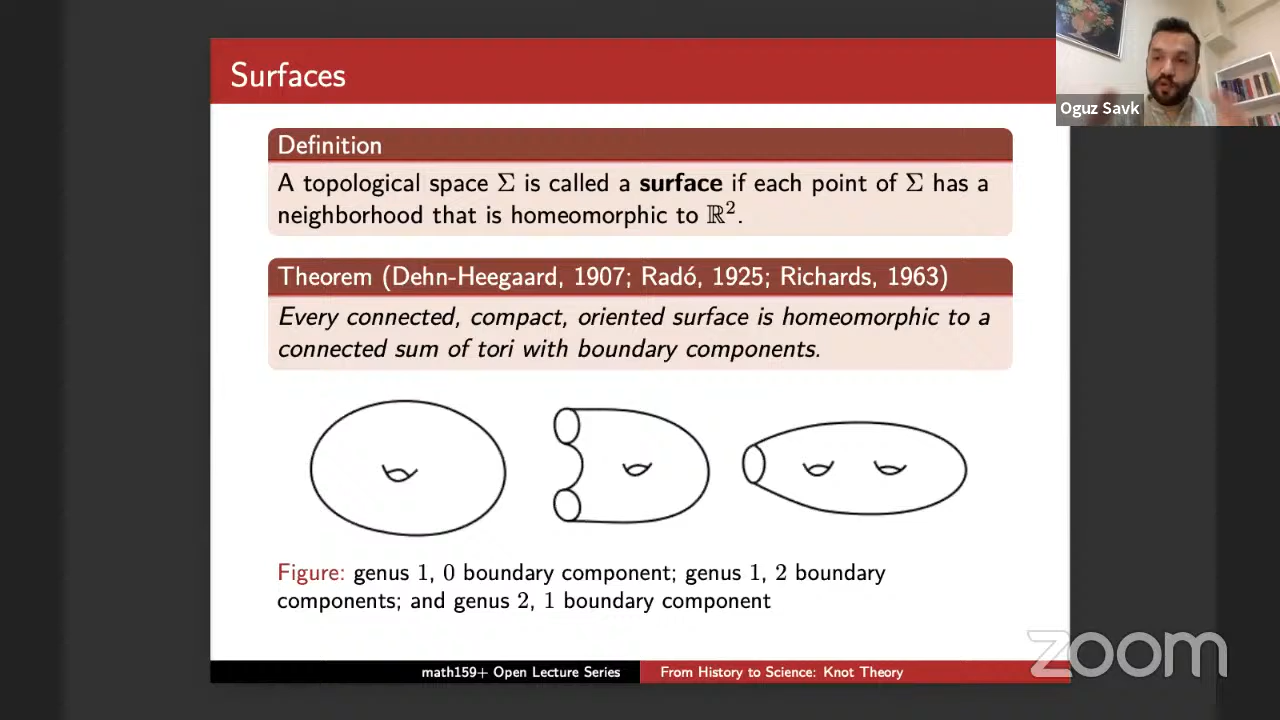 Surfaces
Oguz Savk
Definition
A topological space Σ is called a surface if each point of Σ has a
neighborhood that is homeomorphic to ℝ².
Theorem (Dehn-Heegaard, 1907; Radó, 1925; Richards, 1963)
Every connected, compact, oriented surface is homeomorphic to a
connected sum of tori with boundary components.
Figure: genus 1, 0 boundary component; genus 1, 2 boundary
components; and genus 2, 1 boundary component
zoom
math159+ Open Lecture Series
From History to Science: Knot Theory